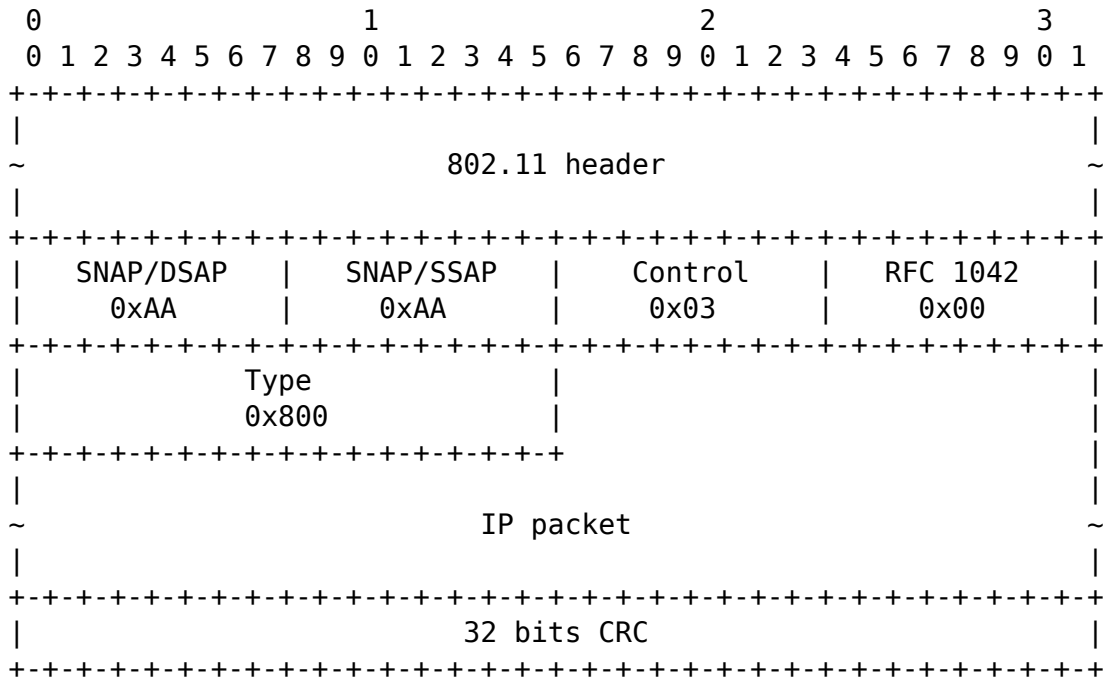 0                   1                   2                   3
 0 1 2 3 4 5 6 7 8 9 0 1 2 3 4 5 6 7 8 9 0 1 2 3 4 5 6 7 8 9 0 1
+-+-+-+-+-+-+-+-+-+-+-+-+-+-+-+-+-+-+-+-+-+-+-+-+-+-+-+-+-+-+-+-+
|                                                               |
~                         802.11 header                         ~
|                                                               |
+-+-+-+-+-+-+-+-+-+-+-+-+-+-+-+-+-+-+-+-+-+-+-+-+-+-+-+-+-+-+-+-+
|   SNAP/DSAP   |   SNAP/SSAP   |    Control    |   RFC 1042    |
|     0xAA      |     0xAA      |     0x03      |     0x00      |
+-+-+-+-+-+-+-+-+-+-+-+-+-+-+-+-+-+-+-+-+-+-+-+-+-+-+-+-+-+-+-+-+
|             Type              |                               |
|             0x800             |                               |
+-+-+-+-+-+-+-+-+-+-+-+-+-+-+-+-+                               |
|                                                               |
~                           IP packet                           ~
|                                                               |
+-+-+-+-+-+-+-+-+-+-+-+-+-+-+-+-+-+-+-+-+-+-+-+-+-+-+-+-+-+-+-+-+
|                          32 bits CRC                          |
+-+-+-+-+-+-+-+-+-+-+-+-+-+-+-+-+-+-+-+-+-+-+-+-+-+-+-+-+-+-+-+-+